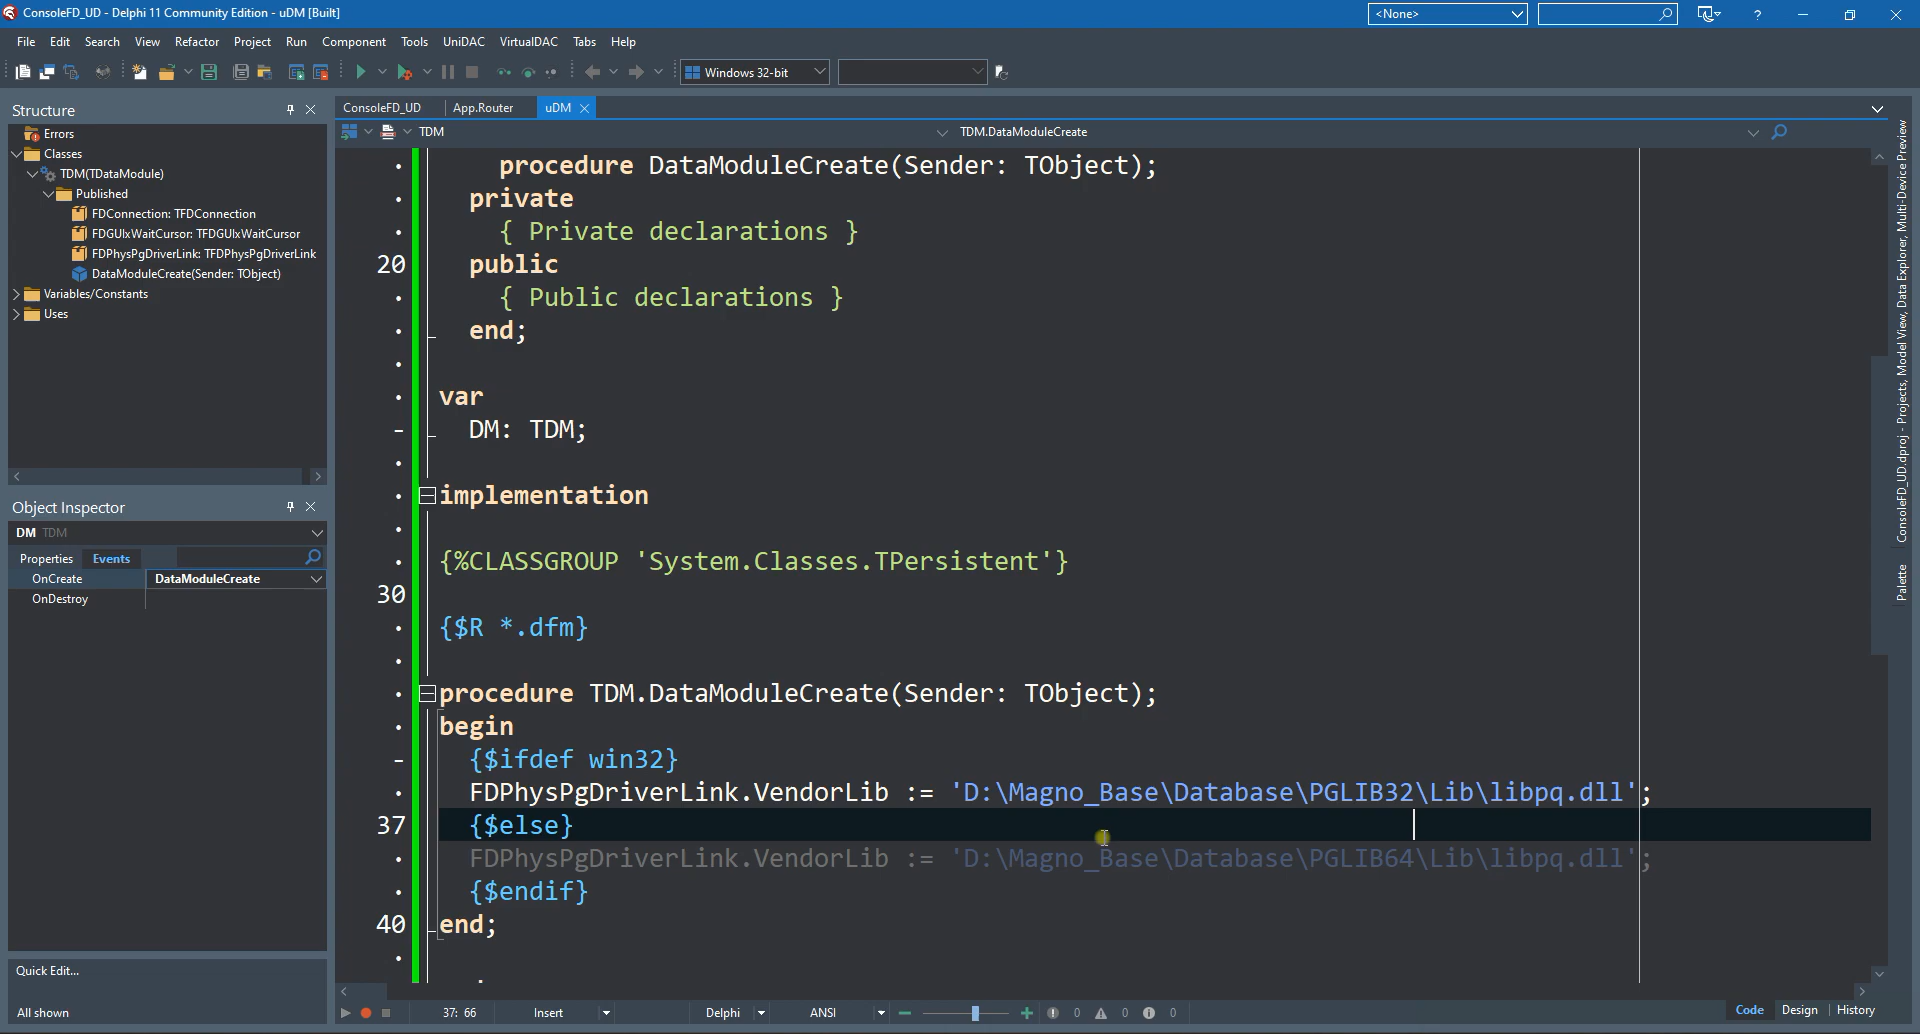 ConsoleFD_UD - Delphi 11 Community Edition - uDM [Built]
<None>
?
File Edit Search View Refactor Project Run Component Tools UniDAC VirtualDAC Tabs Help
Windows 32-bit
Structure
Errors
Classes
TDM(TDataModule)
Published
FDConnection: TFDConnection
FDGUIxWaitCursor: TFDGUIxWaitCursor
FDPhysPgDriverLink: TFDPhysPgDriverLink
DataModuleCreate(Sender: TObject)
Variables/Constants
Uses
Object Inspector
DM TDM
Properties Events
OnCreate DataModuleCreate
OnDestroy
Quick Edit...
All shown
ConsoleFD_UD App.Router uDM
TDM TDM.DataModuleCreate
procedure DataModuleCreate(Sender: TObject);
private
{ Private declarations }
20 public
{ Public declarations }
end;
var
DM: TDM;
implementation
{%CLASSGROUP 'System.Classes.TPersistent'}
30
{$R *.dfm}
procedure TDM.DataModuleCreate(Sender: TObject);
begin
{$ifdef win32}
FDPhysPgDriverLink.VendorLib := 'D:\Magno_Base\Database\PGLIB32\Lib\libpq.dll';
37 {$else}
FDPhysPgDriverLink.VendorLib := 'D:\Magno_Base\Database\PGLIB64\Lib\libpq.dll';
{$endif}
40 end;
37: 66 Insert Delphi ANSI 0 0 0 Code Design History
ConsoleFD_UD.dproj - Projects, Model View, Data Explorer, Multi-Device Preview
Palette